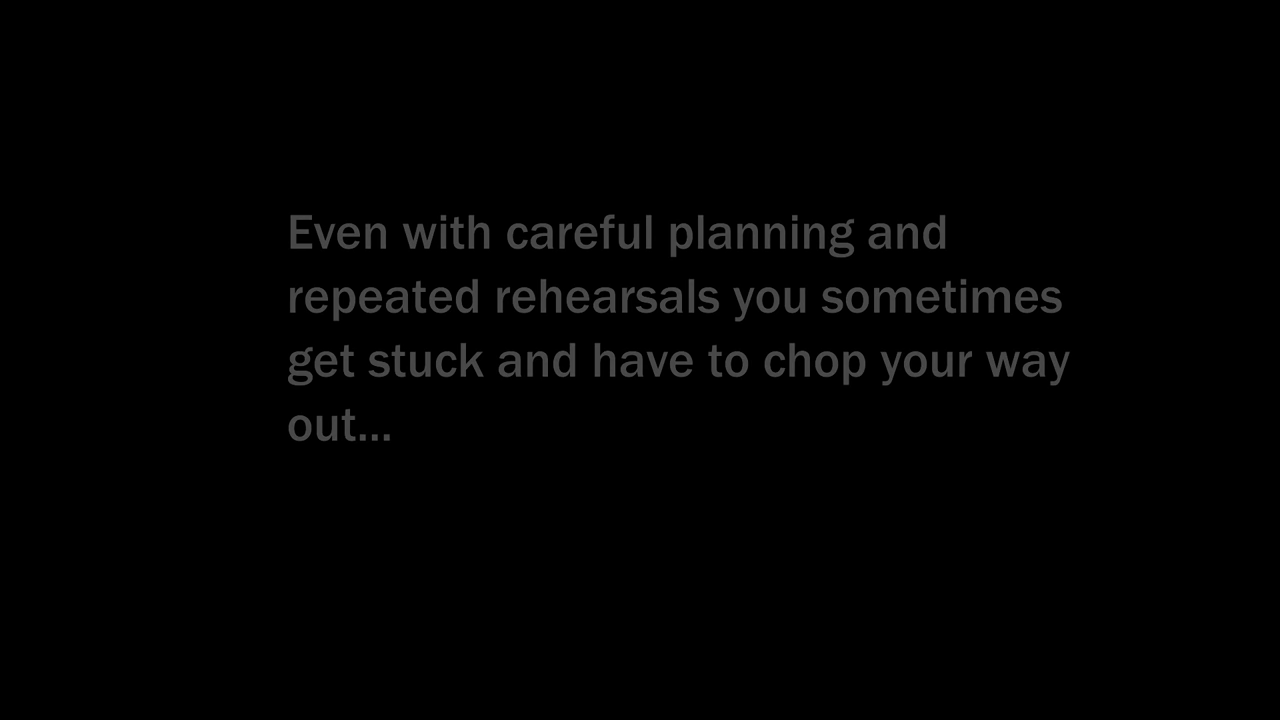 Even with careful planning and
repeated rehearsals you sometimes
get stuck and have to chop your way
out...